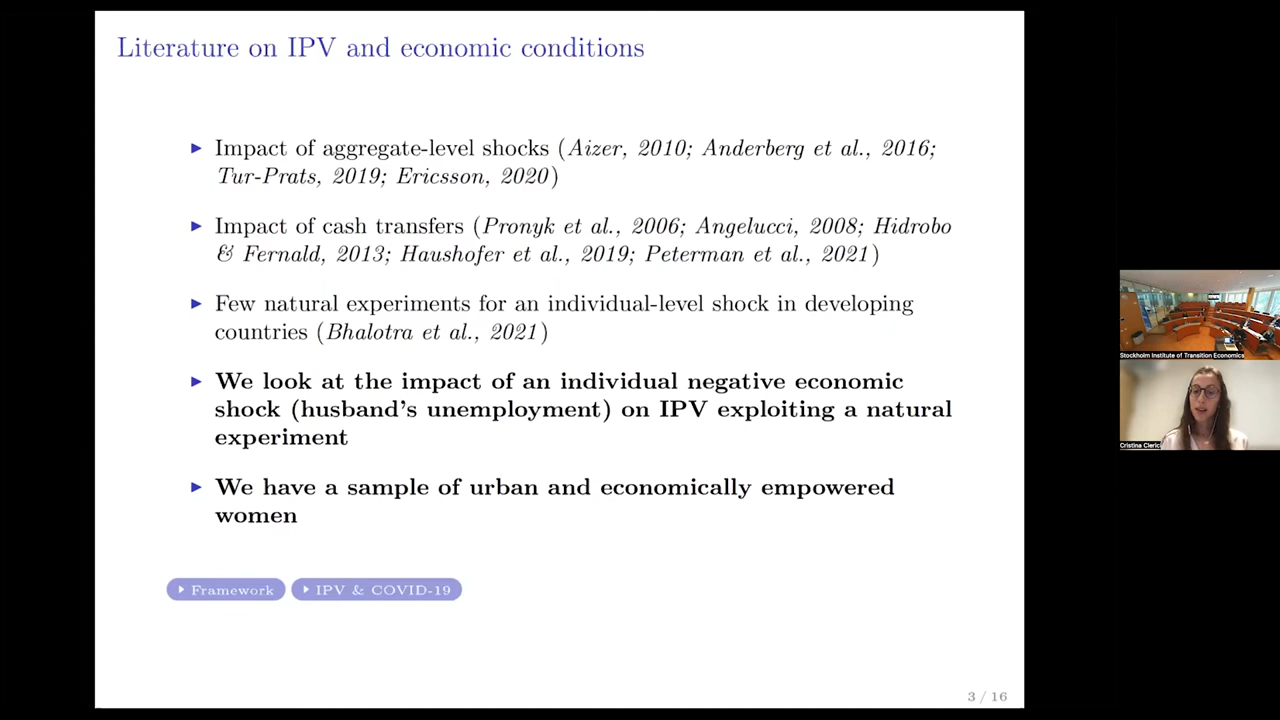 Literature on IPV and economic conditions
Impact of aggregate-level shocks (Aizer, 2010; Anderberg et al., 2016;
Tur-Prats, 2019; Ericsson, 2020)
Impact of cash transfers (Pronyk et al., 2006; Angelucci, 2008; Hidrobo
& Fernald, 2013; Haushofer et al., 2019; Peterman et al., 2021)
Few natural experiments for an individual-level shock in developing
countries (Bhalotra et al., 2021)
We look at the impact of an individual negative economic
shock (husband's unemployment) on IPV exploiting a natural
experiment
We have a sample of urban and economically empowered
women
Framework
IPV & COVID-19
3 / 16
Stockholm Institute of Transition Economics
Cristina Clerici